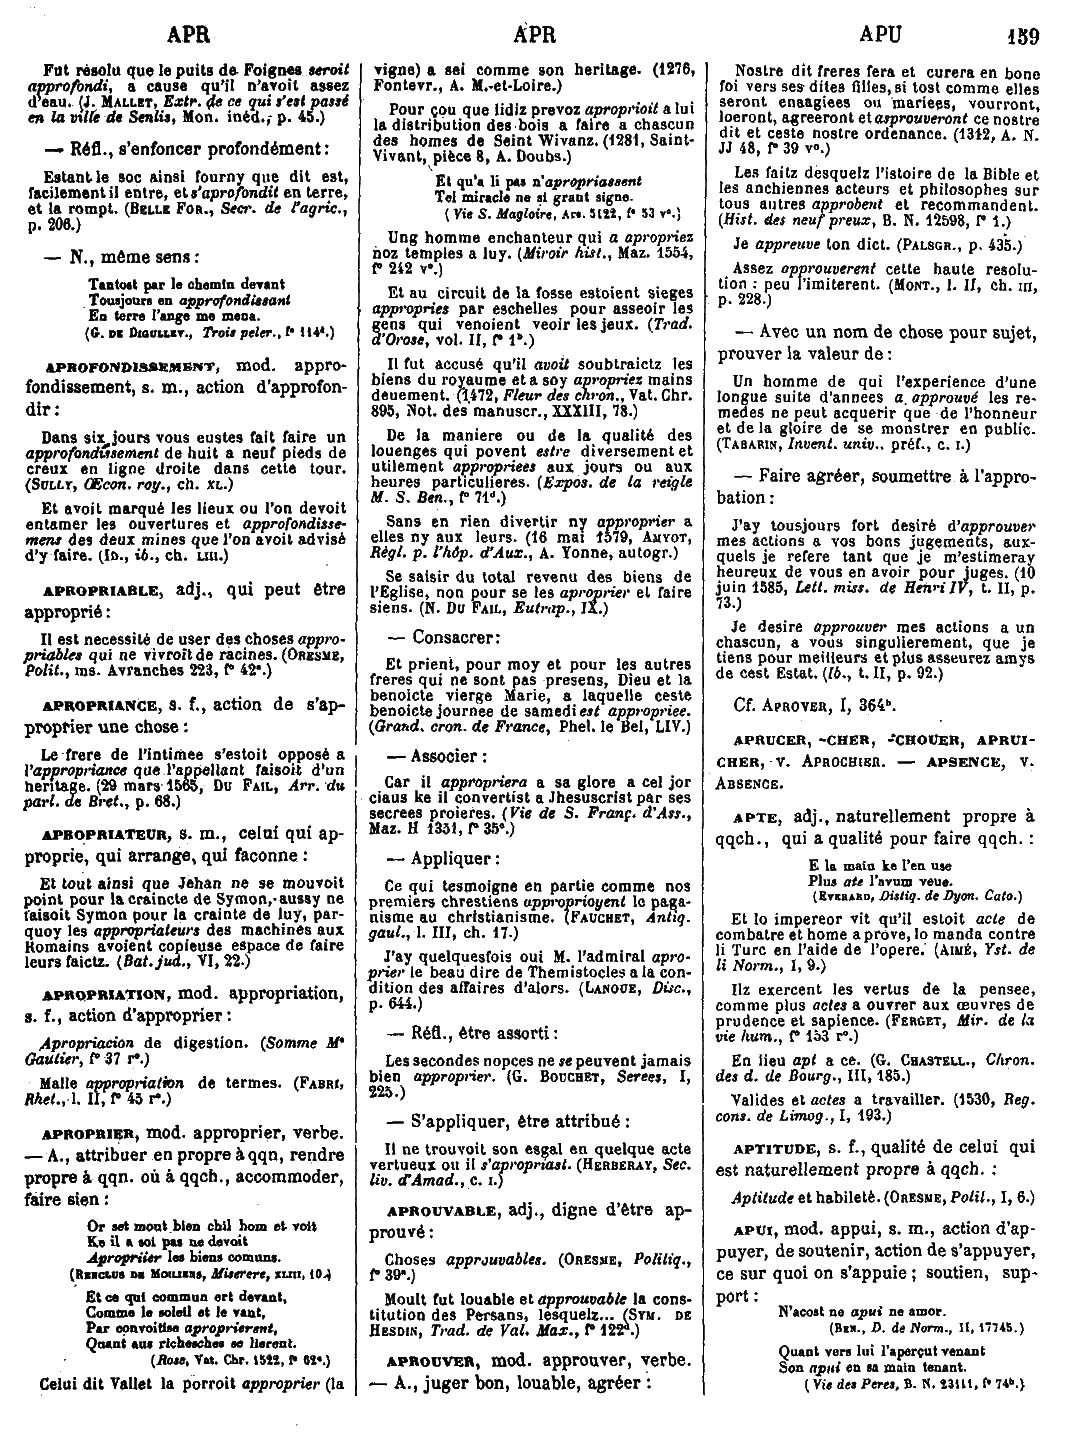 APR
APR
APU
159
Fut résolu que le puits de Foignes seroit
approfondi, a cause qu'il n'avoit assez
d'eau. (J. MALLET, Extr. de ce qui s'est passé
en la ville de Senlis, Mon. inéd., p. 45.)
— Réfl., s'enfoncer profondément :
Estant le soc ainsi fourny que dit est,
facilement il entre, et s'aprofondit en terre,
et la rompt. (BELLE FOR., Secr. de l'agric.,
p. 206.)
— N., même sens :
Tantost par le chemin devant
Tousjours en approfondissant
En terre l'ange me mena.
(G. DE DIGULLEV., Trois peler., f° 114d.)
APROFONDISSEMENT, mod. appro-
fondissement, s. m., action d'approfon-
dir :
Dans six jours vous eustes fait faire un
approfondissement de huit a neuf pieds de
creux en ligne droite dans cette tour.
(SULLY, Œcon. roy., ch. XL.)
Et avoit marqué les lieux ou l'on devoit
entamer les ouvertures et approfondisse-
mens des deux mines que l'on avoit advisé
d'y faire. (ID., ib., ch. LIII.)
APROPRIABLE, adj., qui peut être
approprié :
Il est necessité de user des choses appro-
priables qui ne vivroit de racines. (ORESME,
Polit., ms. Avranches 223, f° 42a.)
APROPRIANCE, s. f., action de s'ap-
proprier une chose :
Le frere de l'intimee s'estoit opposé a
l'appropriance que l'appellant faisoit d'un
heritage. (29 mars 1565, DU FAIL, Arr. du
parl. de Bret., p. 68.)
APROPRIATEUR, s. m., celui qui ap-
proprie, qui arrange, qui faconne :
Et tout ainsi que Jehan ne se mouvoit
point pour la craincte de Symon, aussy ne
faisoit Symon pour la crainte de luy, par-
quoy les appropriateurs des machines aux
Romains avoient copieuse espace de faire
leurs faictz. (Bat. jud., VI, 22.)
APROPRIATION, mod. appropriation,
s. f., action d'approprier :
Apropriacion de digestion. (Somme Me
Gautier, f° 37 r°.)
Malle appropriation de termes. (FABRI,
Rhet., l. II, f° 45 r°.)
APROPRIER, mod. approprier, verbe.
— A., attribuer en propre à qqn, rendre
propre à qqn. où à qqch., accommoder,
faire sien :
Or set mout bien chil hom et voit
Ke il a soi pas ne devoit
Apropriier les biens comuns.
(RENCLUS DE MOLIENS, Miserere, XLIII, 10.)
Et ce qui commun ert devant,
Comme le soleil et le vant,
Par convoitise aproprierent,
Quant aus richesches se lierent.
(Rose, Vat. Chr. 1522, f° 62a.)
Celui dit Vallet la porroit approprier (la
vigne) a sei comme son heritage. (1276,
Fontevr., A. M.-et-Loire.)
Pour çou que lidiz prevoz aproprioit a lui
la distribution des bois a faire a chascun
des homes de Seint Wivanz. (1281, Saint-
Vivant, pièce 8, A. Doubs.)
Et qu'a li pas n'apropriassent
Tel miracle ne si grant signe.
(Vie S. Magloire, Ars. 5122, f° 53 v°.)
Ung homme enchanteur qui a apropriez
noz temples a luy. (Miroir hist., Maz. 1554,
f° 242 v°.)
Et au circuit de la fosse estoient sieges
appropries par eschelles pour asseoir les
gens qui venoient veoir les jeux. (Trad.
d'Orose, vol. II, f° 1b.)
Il fut accusé qu'il avoit soubtraictz les
biens du royaume et a soy apropriez mains
deuement. (1472, Fleur des chron., Vat. Chr.
895, Not. des manuscr., XXXIII, 78.)
De la maniere ou de la qualité des
louenges qui povent estre diversement et
utilement appropriees aux jours ou aux
heures particulieres. (Expos. de la reigle
M. S. Ben., f° 71d.)
Sans en rien divertir ny approprier a
elles ny aux leurs. (16 mai 1579, AMYOT,
Règl. p. l'hôp. d'Aux., A. Yonne, autogr.)
Se saisir du total revenu des biens de
l'Eglise, non pour se les aproprier et faire
siens. (N. DU FAIL, Eutrap., IX.)
— Consacrer :
Et prient, pour moy et pour les autres
freres qui ne sont pas presens, Dieu et la
benoicte vierge Marie, a laquelle ceste
benoicte journee de samedi est appropriee.
(Grand. cron. de France, Phel. le Bel, LIV.)
— Associer :
Car il appropriera a sa glore a cel jor
ciaus ke il convertist a Jhesuscrist par ses
secrees proieres. (Vie de S. Franç. d'Ass.,
Maz. H 1351, f° 35c.)
— Appliquer :
Ce qui tesmoigne en partie comme nos
premiers chrestiens approprioyent le paga-
nisme au christianisme. (FAUCHET, Antiq.
gaul., l. III, ch. 17.)
J'ay quelquesfois oui M. l'admiral apro-
prier le beau dire de Themistocles a la con-
dition des affaires d'alors. (LANOUE, Disc.,
p. 644.)
— Réfl., être assorti :
Les secondes nopces ne se peuvent jamais
bien approprier. (G. BOUCHET, Serees, I,
225.)
— S'appliquer, être attribué :
Il ne trouvoit son esgal en quelque acte
vertueux ou il s'apropriast. (HERBERAY, Sec.
liv. d'Amad., c. I.)
APROUVABLE, adj., digne d'être ap-
prouvé :
Choses approuvables. (ORESME, Politiq.,
f° 39a.)
Moult fut louable et approuvable la cons-
titution des Persans, lesquelz... (SYM. DE
HESDIN, Trad. de Val. Max., f° 122d.)
APROUVER, mod. approuver, verbe.
— A., juger bon, louable, agréer :
Nostre dit freres fera et curera en bone
foi vers ses dites filles, si tost comme elles
seront enaagiees ou mariees, vourront,
loeront, agreeront et asprouveront ce nostre
dit et ceste nostre ordenance. (1312, A. N.
JJ 48, f° 39 v°.)
Les faitz desquelz l'istoire de la Bible et
les anchiennes acteurs et philosophes sur
tous autres approbent et recommandent.
(Hist. des neuf preux, B. N. 12598, f° 1.)
Je appreuve ton dict. (PALSGR., p. 435.)
Assez approuverent cette haute resolu-
tion : peu l'imiterent. (MONT., l. II, ch. III,
p. 228.)
— Avec un nom de chose pour sujet,
prouver la valeur de :
Un homme de qui l'experience d'une
longue suite d'annees a approuvé les re-
medes ne peut acquerir que de l'honneur
et de la gloire de se monstrer en public.
(TABARIN, Invent. univ., préf., c. I.)
— Faire agréer, soumettre à l'appro-
bation :
J'ay tousjours fort desiré d'approuver
mes actions a vos bons jugements, aux-
quels je refere tant que je m'estimeray
heureux de vous en avoir pour juges. (10
juin 1585, Lett. miss. de Henri IV, t. II, p.
73.)
Je desire approuver mes actions a un
chascun, a vous singulierement, que je
tiens pour meilleurs et plus asseurez amys
de cest Estat. (Ib., t. II, p. 92.)
Cf. APROVER, I, 364b.
APRUCER, -CHER, -CHOUER, APRUI-
CHER, V. APROCHIER. — APSENCE, V.
ABSENCE.
APTE, adj., naturellement propre à
qqch., qui a qualité pour faire qqch. :
E la main ke l'en use
Plus ate l'avum veue.
(EVERARD, Distiq. de Dyon. Cato.)
Et lo impereor vit qu'il estoit acte de
combatre et home aprove, lo manda contre
li Turc en l'aide de l'opere. (AIMÉ, Yst. de
li Norm., I, 9.)
Ilz exercent les vertus de la pensee,
comme plus actes a ouvrer aux œuvres de
prudence et sapience. (FERGET, Mir. de la
vie hum., f° 153 r°.)
En lieu apt a ce. (G. CHASTELL., Chron.
des d. de Bourg., III, 185.)
Valides et actes a travailler. (1530, Reg.
cons. de Limog., I, 193.)
APTITUDE, s. f., qualité de celui qui
est naturellement propre à qqch. :
Aptitude et habileté. (ORESME, Polit., I, 6.)
APUI, mod. appui, s. m., action d'ap-
puyer, de soutenir, action de s'appuyer,
ce sur quoi on s'appuie ; soutien, sup-
port :
N'acost ne apui ne amor.
(BEN., D. de Norm., II, 17745.)
Quant vers lui l'aperçut venant
Son apui en sa main tenant.
(Vie des Peres, B. N. 23111, f° 74b.)